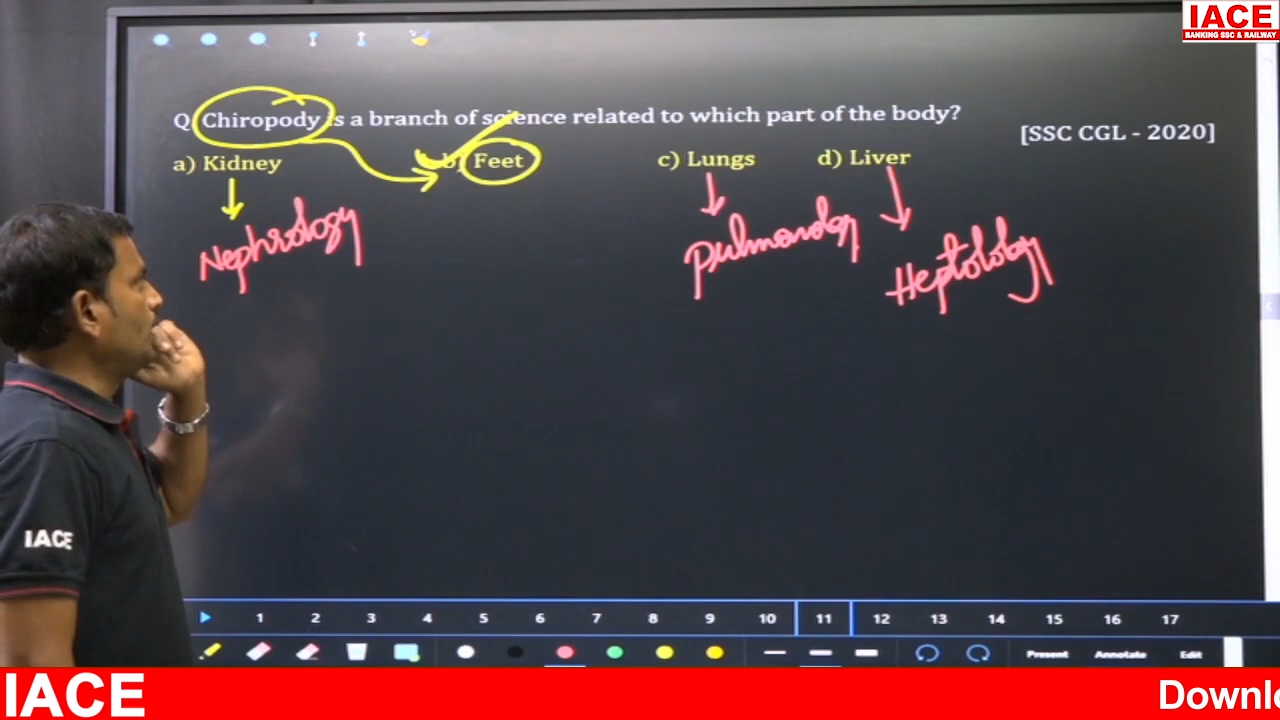 IACE
BANKING SSC & RAILWAY
Q Chiropody is a branch of science related to which part of the body?
[SSC CGL - 2020]
a) Kidney b) Feet c) Lungs d) Liver
Nephrology Pulmonology Heptology
IACE
1 2 3 4 5 6 7 8 9 10 11 12 13 14 15 16 17
Present Annotate Edit
IACE Downlo